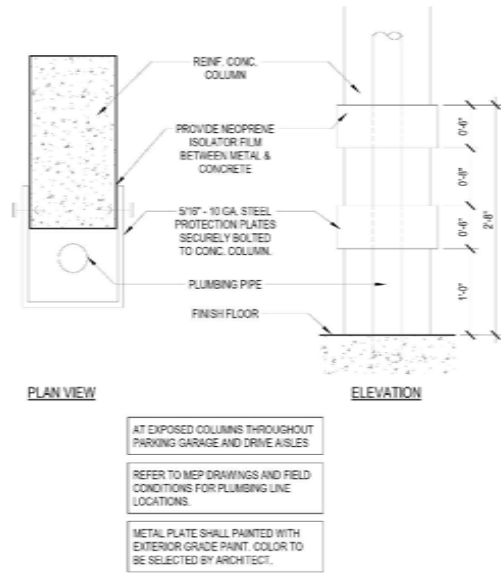 REINF. CONC.
COLUMN
PROVIDE NEOPRENE
ISOLATOR FILM
BETWEEN METAL &
CONCRETE
5/16" - 10 GA. STEEL
PROTECTION PLATES
SECURELY BOLTED
TO CONC. COLUMN.
PLUMBING PIPE
FINISH FLOOR
0'-6"
0'-8"
0'-6"
1'-0"
2'-8"
PLAN VIEW
ELEVATION
AT EXPOSED COLUMNS THROUGHOUT
PARKING GARAGE AND DRIVE AISLES
REFER TO MEP DRAWINGS AND FIELD
CONDITIONS FOR PLUMBING LINE
LOCATIONS.
METAL PLATE SHALL PAINTED WITH
EXTERIOR GRADE PAINT. COLOR TO
BE SELECTED BY ARCHITECT.